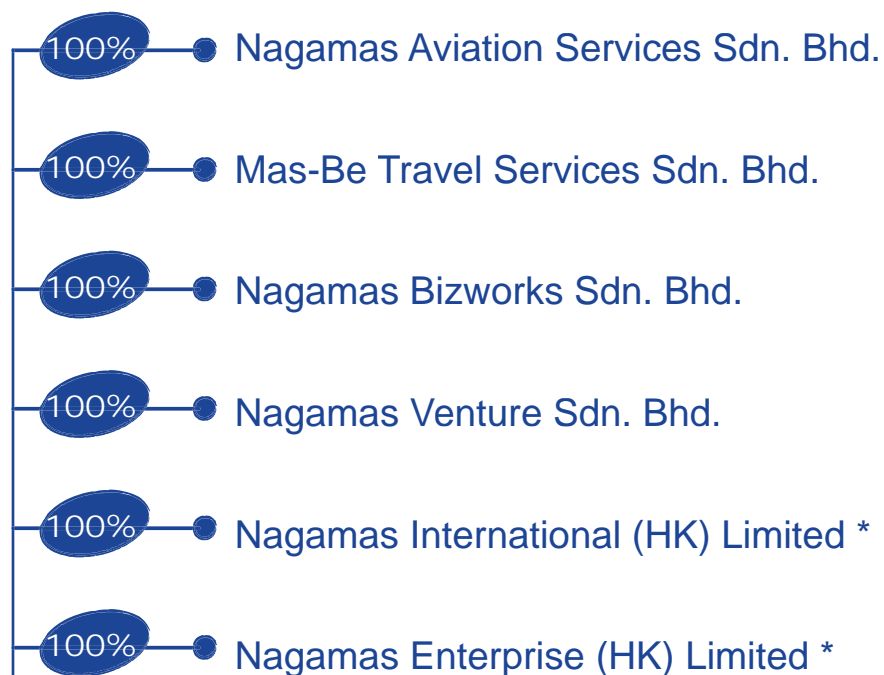 100% Nagamas Aviation Services Sdn. Bhd.
100% Mas-Be Travel Services Sdn. Bhd.
100% Nagamas Bizworks Sdn. Bhd.
100% Nagamas Venture Sdn. Bhd.
100% Nagamas International (HK) Limited *
100% Nagamas Enterprise (HK) Limited *